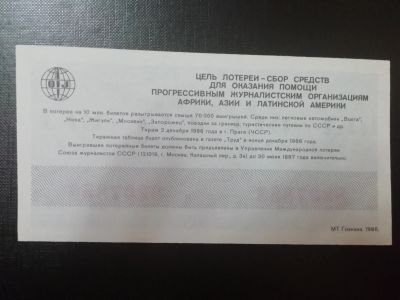 OIJ
ЦЕЛЬ ЛОТЕРЕИ – СБОР СРЕДСТВ
ДЛЯ ОКАЗАНИЯ ПОМОЩИ
ПРОГРЕССИВНЫМ ЖУРНАЛИСТСКИМ ОРГАНИЗАЦИЯМ
АФРИКИ, АЗИИ И ЛАТИНСКОЙ АМЕРИКИ
В лотерее на 10 млн. билетов разыгрывается свыше 70 000 выигрышей. Среди них: легковые автомобили „Волга",
„Нива", „Жигули", „Москвич", „Запорожец", поездки за границу, туристические путевки по СССР и др.
Тираж 2 декабря 1986 года в г. Праге (ЧССР).
Тиражная таблица будет опубликована в газете „Труд" в конце декабря 1986 года.
Выигравшие лотерейные билеты должны быть предъявлены в Управление Международной лотереи
Союза журналистов СССР (121019, г. Москва, Калашный пер., д. 3а) до 30 июня 1987 года включительно.
МТ Гознака. 1986.